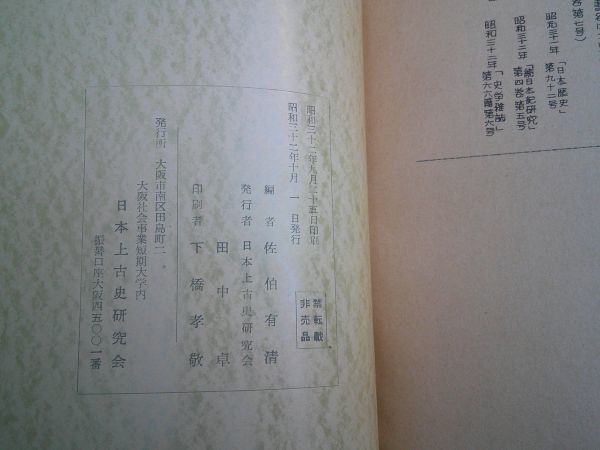 巻第七号）
昭和三十二年「日本歴史」
第九十二号
昭和三十二年「続日本紀研究」
第四巻第五号
昭和三十二年「史学雑誌」
第六六篇第六号
昭和三十二年九月二十五日印刷
昭和三十二年十月 一日発行
禁転載
非売品
編者 佐伯有清
発行者 日本上古史研究会
田中卓
印刷者 下橋孝敬
発行所 大阪市南区田島町二
大阪社会事業短期大学内
日本上古史研究会
振替口座大阪四五〇〇一番